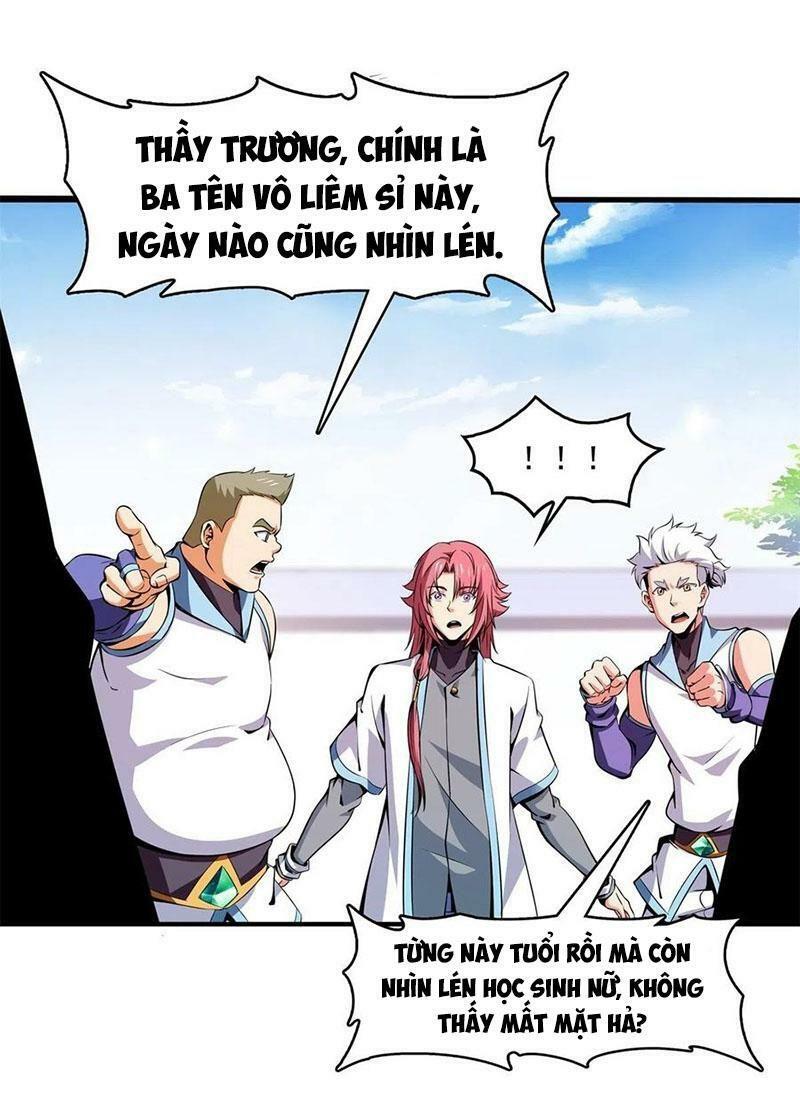 THẦY TRƯƠNG, CHÍNH LÀ
BA TÊN VÔ LIÊM SỈ NÀY,
NGÀY NÀO CŨNG NHÌN LÉN.
! ! !
TỪNG NÀY TUỔI RỒI MÀ CÒN
NHÌN LÉN HỌC SINH NỮ, KHÔNG
THẤY MẤT MẶT HẢ?